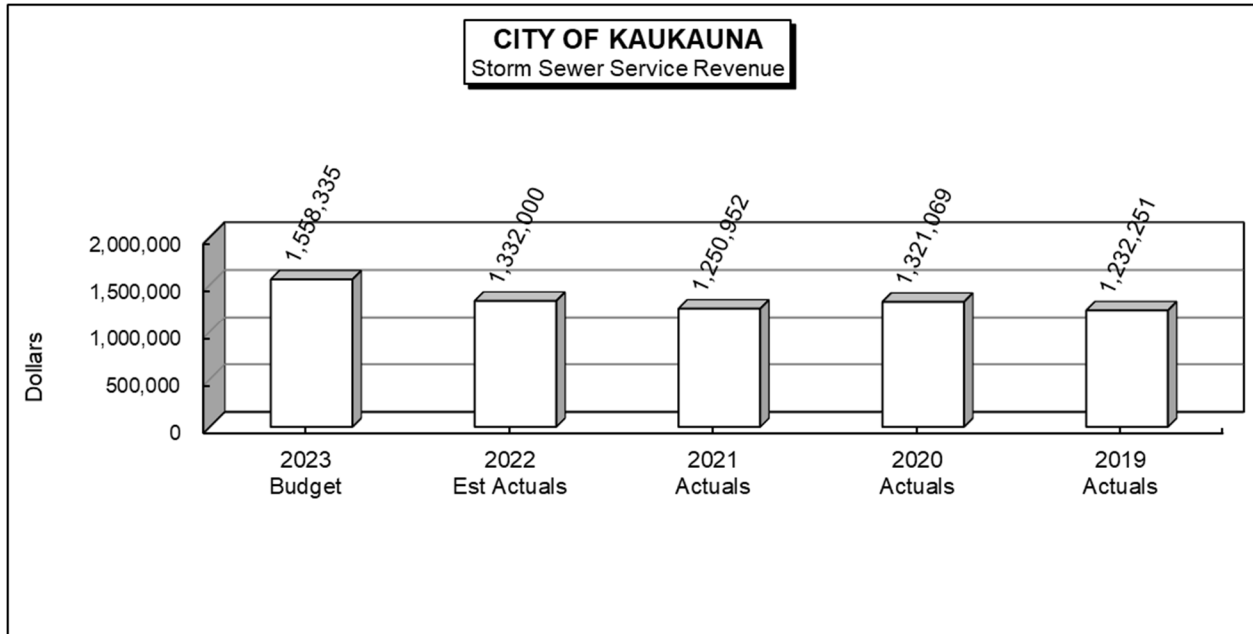 CITY OF KAUKAUNA
Storm Sewer Service Revenue
1,558,335
1,332,000
1,250,952
1,321,069
1,232,251
2,000,000
1,500,000
1,000,000
500,000
0
Dollars
2023
Budget
2022
Est Actuals
2021
Actuals
2020
Actuals
2019
Actuals